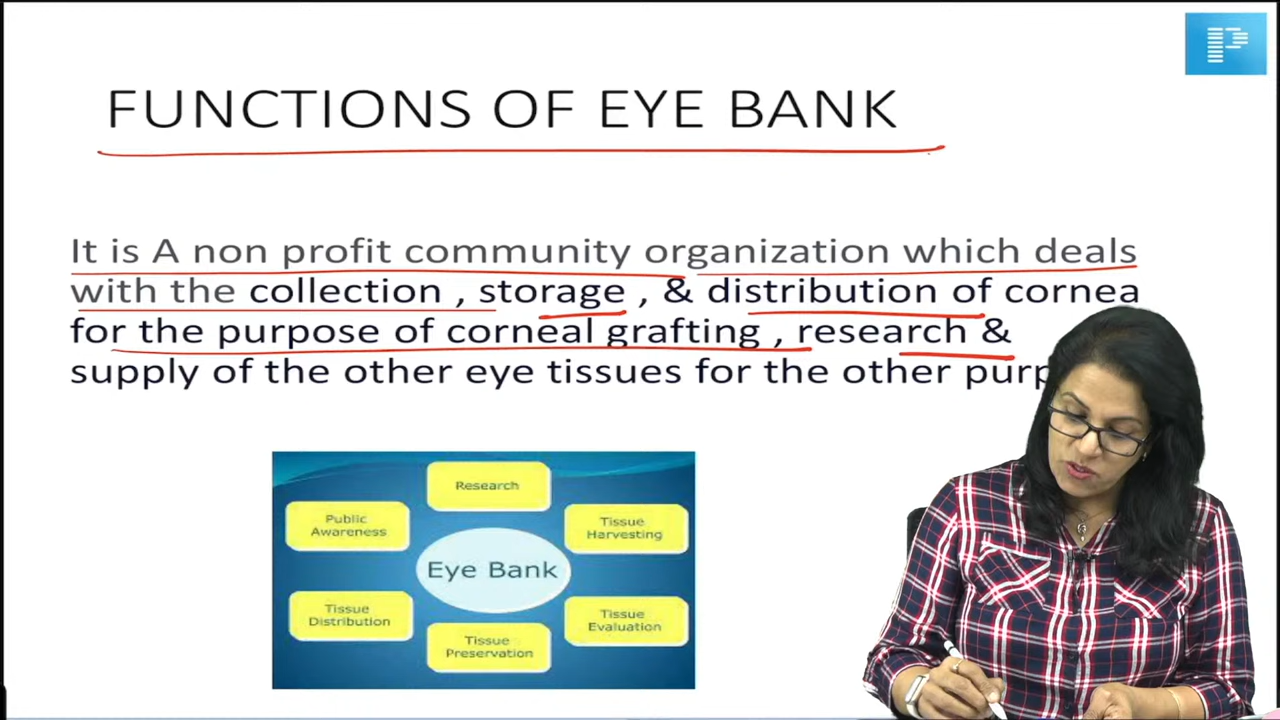 FUNCTIONS OF EYE BANK
It is A non profit community organization which deals
with the collection , storage , & distribution of cornea
for the purpose of corneal grafting , research &
supply of the other eye tissues for the other
Research
Public
Awareness
Tissue
Harvesting
Eye Bank
Tissue
Distribution
Tissue
Evaluation
Tissue
Preservation